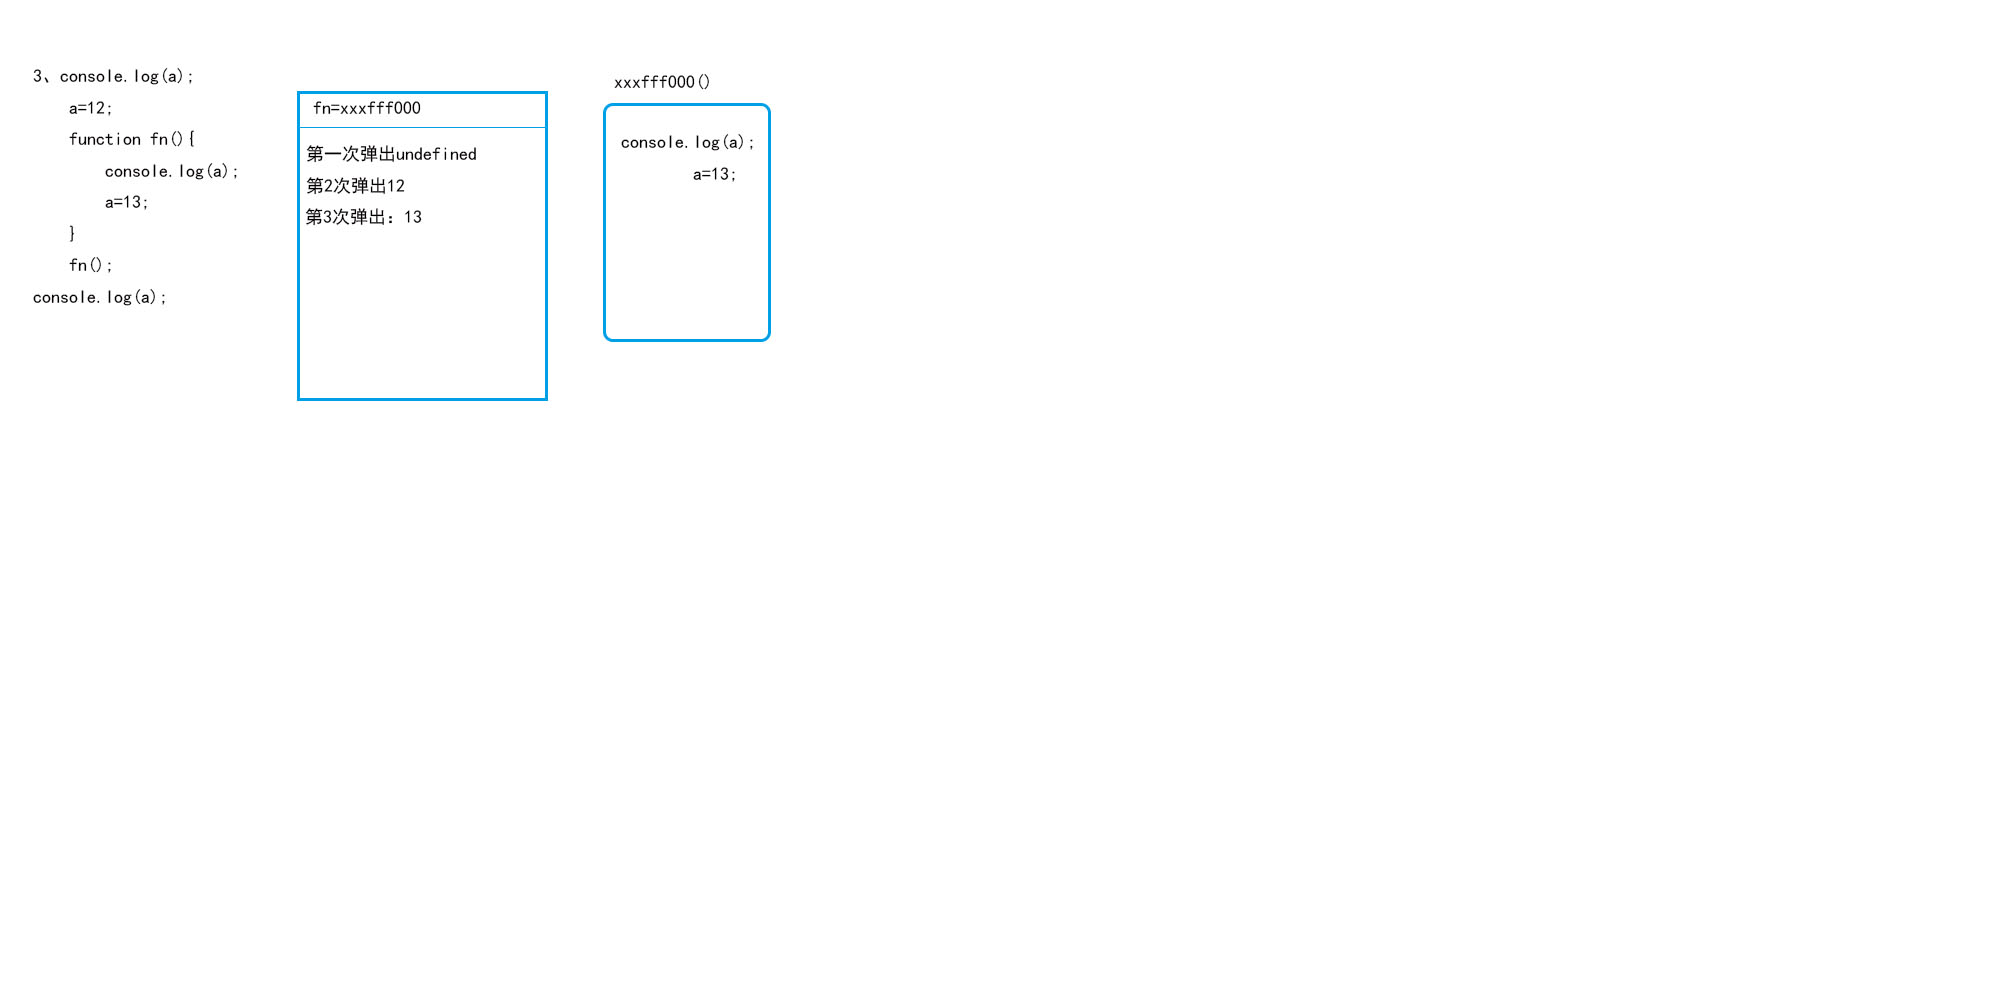 3、console.log(a);
a=12;
function fn(){
console.log(a);
a=13;
}
fn();
console.log(a);
fn=xxxfff000
第一次弹出undefined
第2次弹出12
第3次弹出：13
xxxfff000()
console.log(a);
a=13;